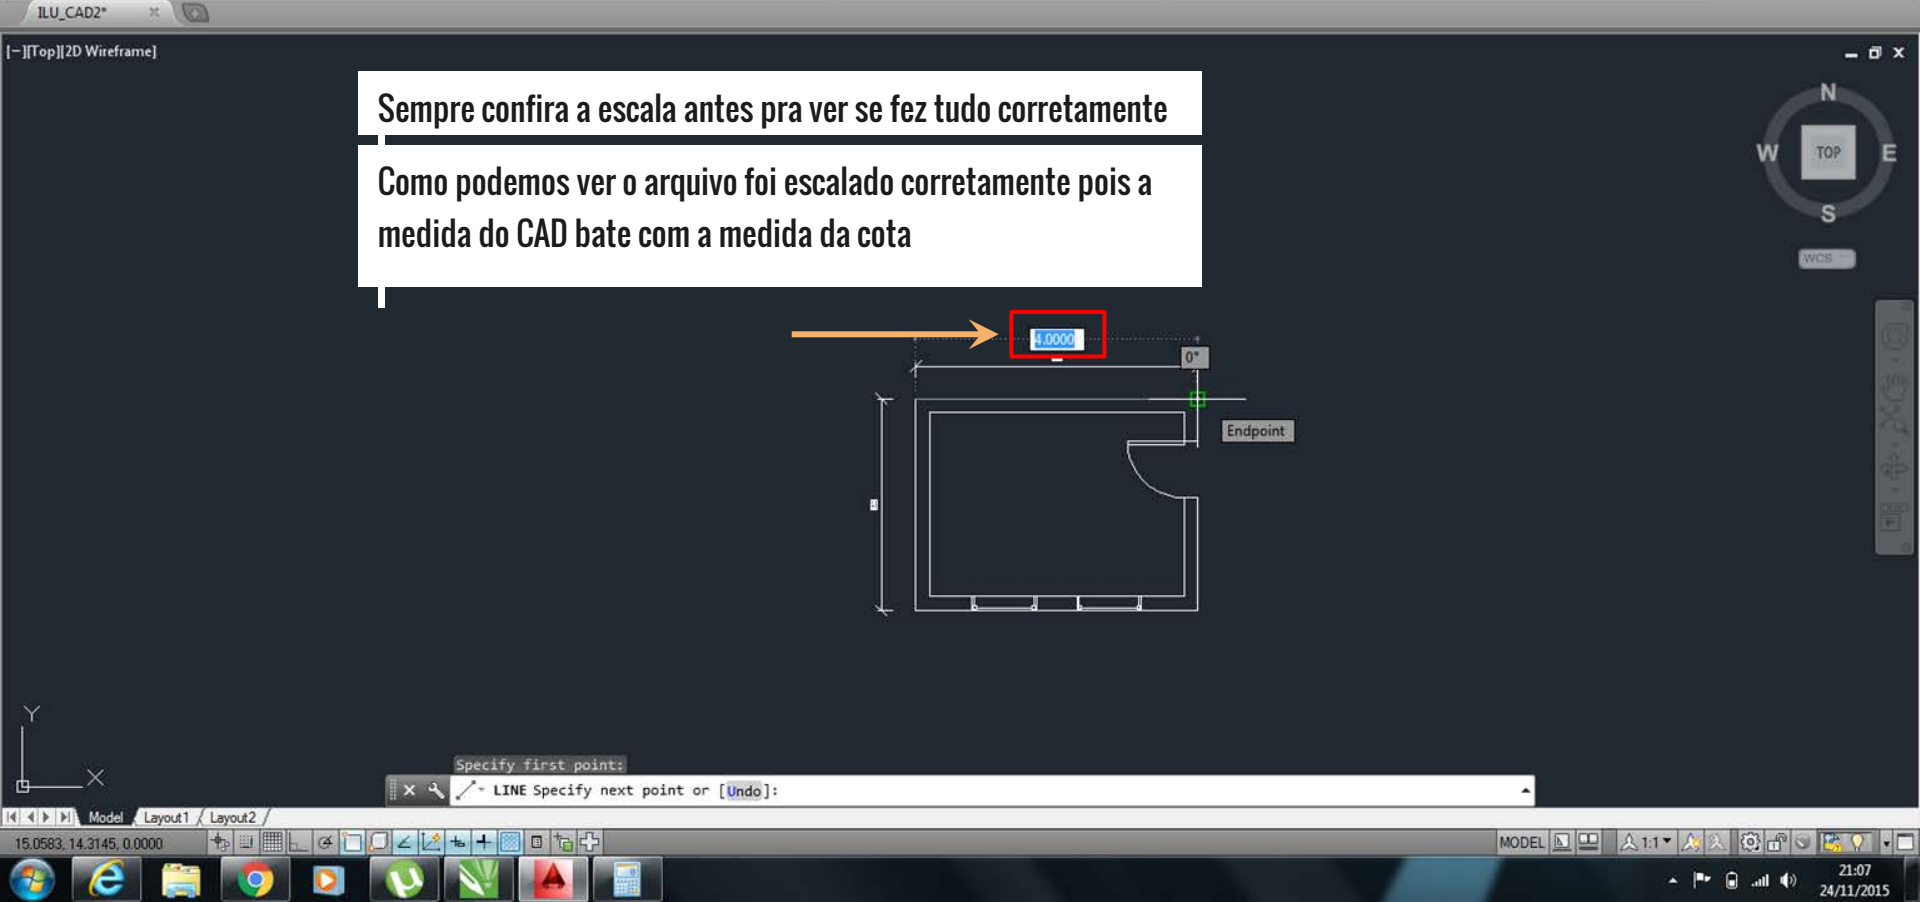 ILU_CAD2*
[−][Top][2D Wireframe]
Sempre confira a escala antes pra ver se fez tudo corretamente
Como podemos ver o arquivo foi escalado corretamente pois a
medida do CAD bate com a medida da cota
N
W
TOP
E
S
WCS
4.0000
0°
Endpoint
Y
X
Specify first point:
LINE Specify next point or [Undo]:
Model
Layout1
Layout2
15.0583, 14.3145, 0.0000
MODEL
1:1
21:07
24/11/2015